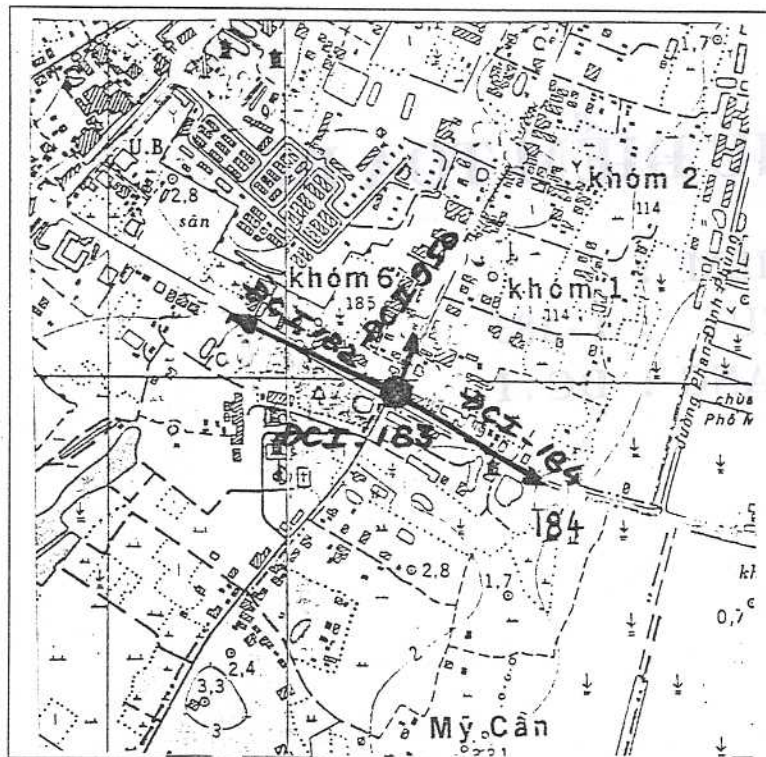 1,7
U.B
2,8
sân
khóm 2
114
khóm 6
185
khóm 1
114
ĐCI-182
đường Phan Đình Phùng
chùa
Phổ M
ĐCI-183
ĐCI-184
184
2,8
1.7
kh
0,7
2,4
3,3
3
2
Mỹ Cần